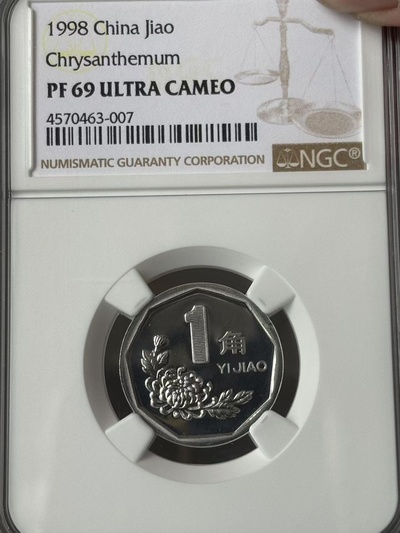 1998 China Jiao
Chrysanthemum
PF 69 ULTRA CAMEO
4570463-007
NUMISMATIC GUARANTY CORPORATION
NGC®
1角
YI JIAO